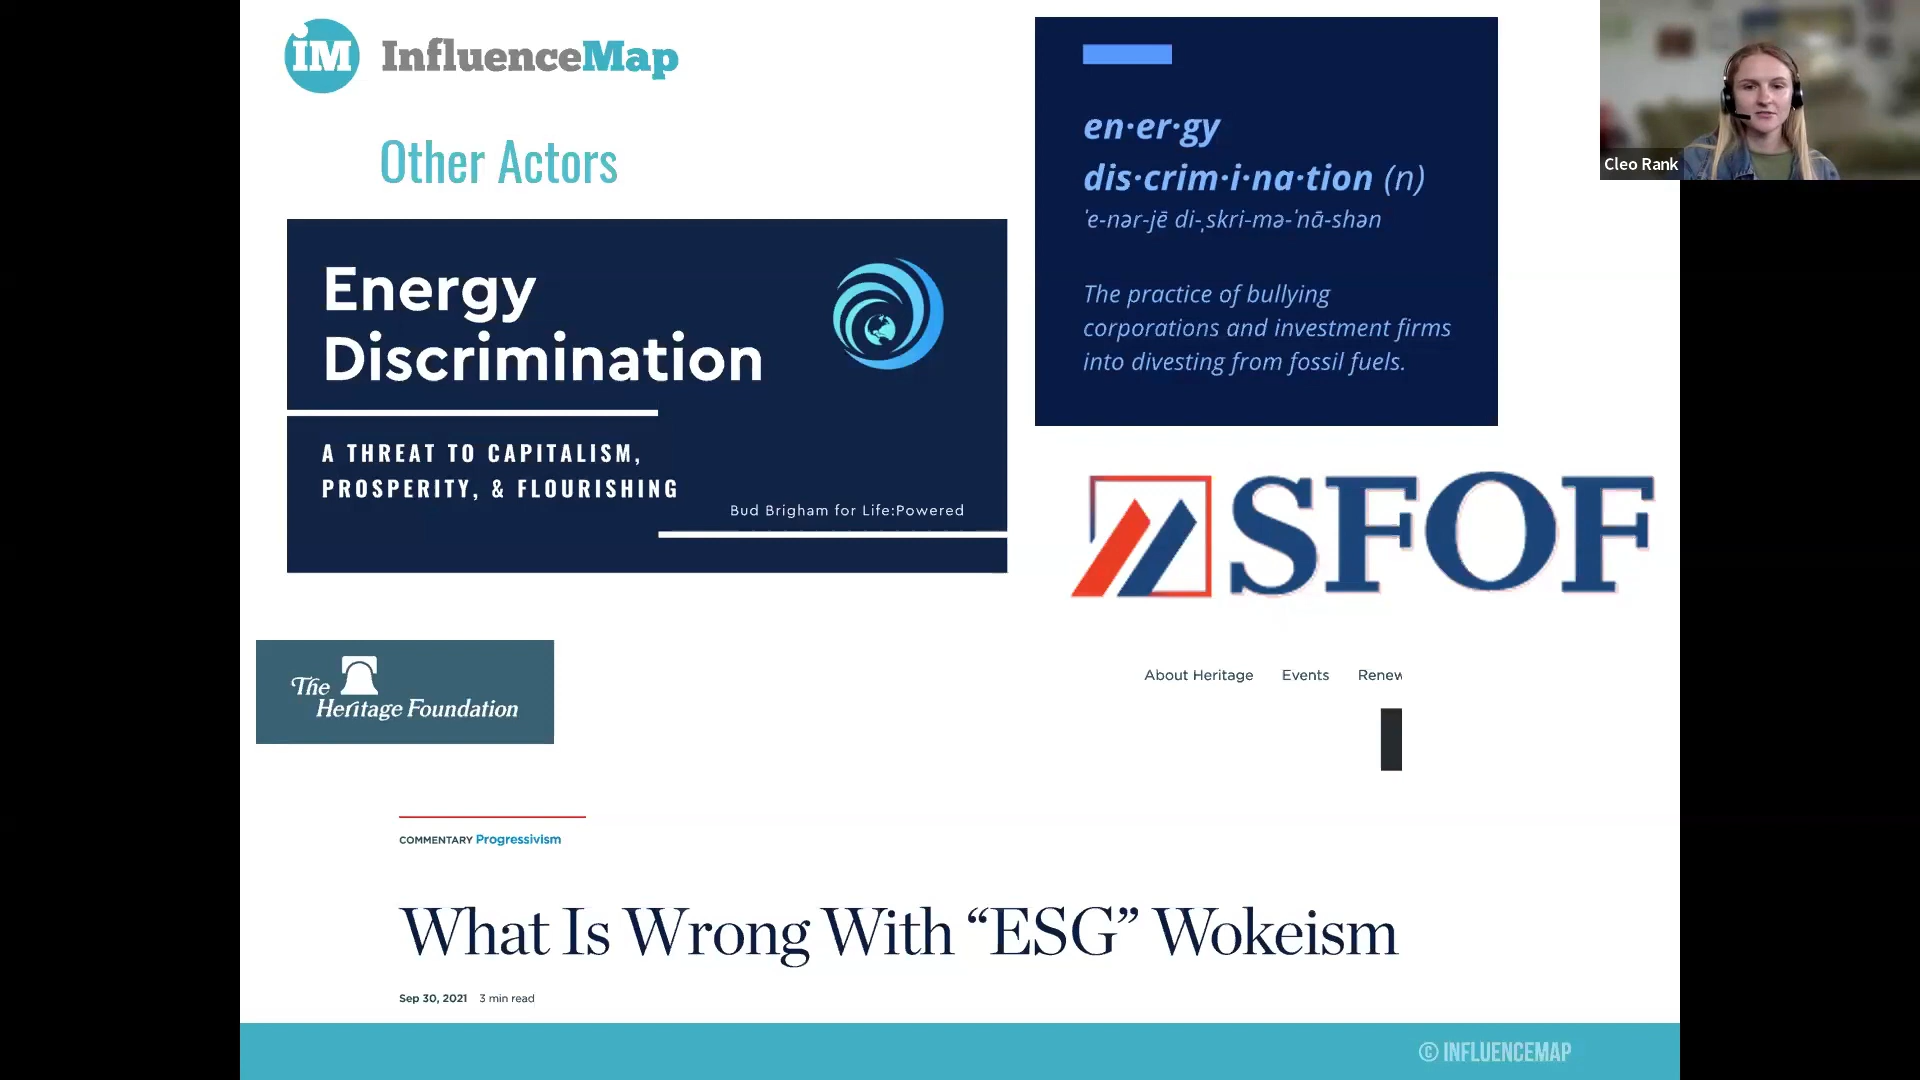 iM InfluenceMap
Other Actors
Energy
Discrimination
A THREAT TO CAPITALISM,
PROSPERITY, & FLOURISHING
Bud Brigham for Life:Powered
en·er·gy
dis·crim·i·na·tion (n)
ˈe-nər-jē di-ˌskri-mə-ˈnā-shən
The practice of bullying
corporations and investment firms
into divesting from fossil fuels.
SFOF
Cleo Rank
The
Heritage Foundation
About Heritage Events Renew
COMMENTARY Progressivism
What Is Wrong With “ESG” Wokeism
Sep 30, 2021 3 min read
© INFLUENCEMAP